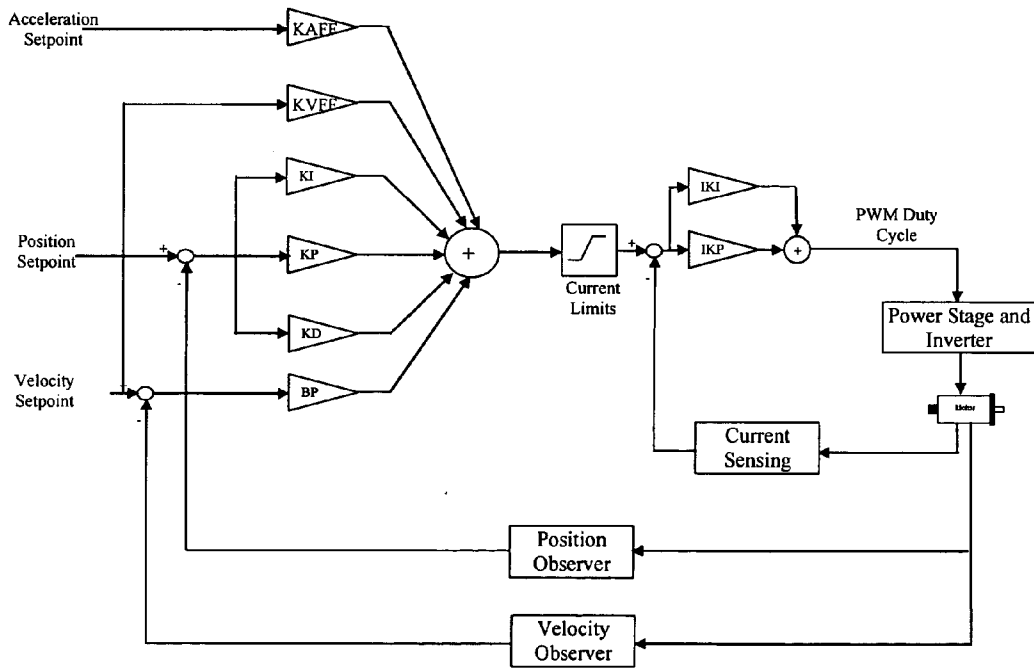 Acceleration
Setpoint
KAFF
KVFF
KI
IKI
PWM Duty
Cycle
Position
Setpoint
+
-
KP
+
+
-
IKP
+
Current
Limits
KD
Power Stage and
Inverter
Velocity
Setpoint
-
BP
Motor
Current
Sensing
Position
Observer
Velocity
Observer